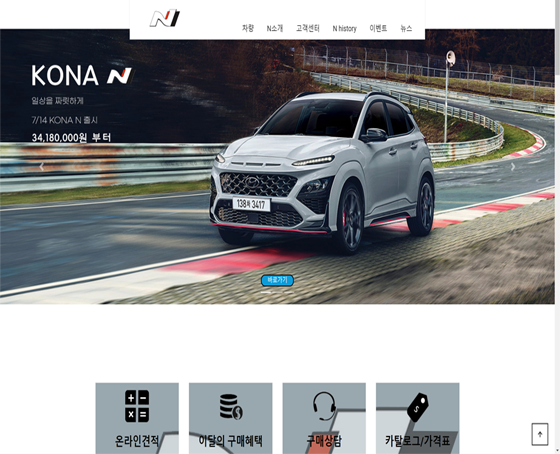 N
차량 N소개 고객센터 N history 이벤트 뉴스
KONA N
일상을 짜릿하게
7/14 KONA N 출시
34,180,000원 부터
138저 3417
바로가기
온라인견적 이달의 구매혜택 구매상담 카탈로그/가격표